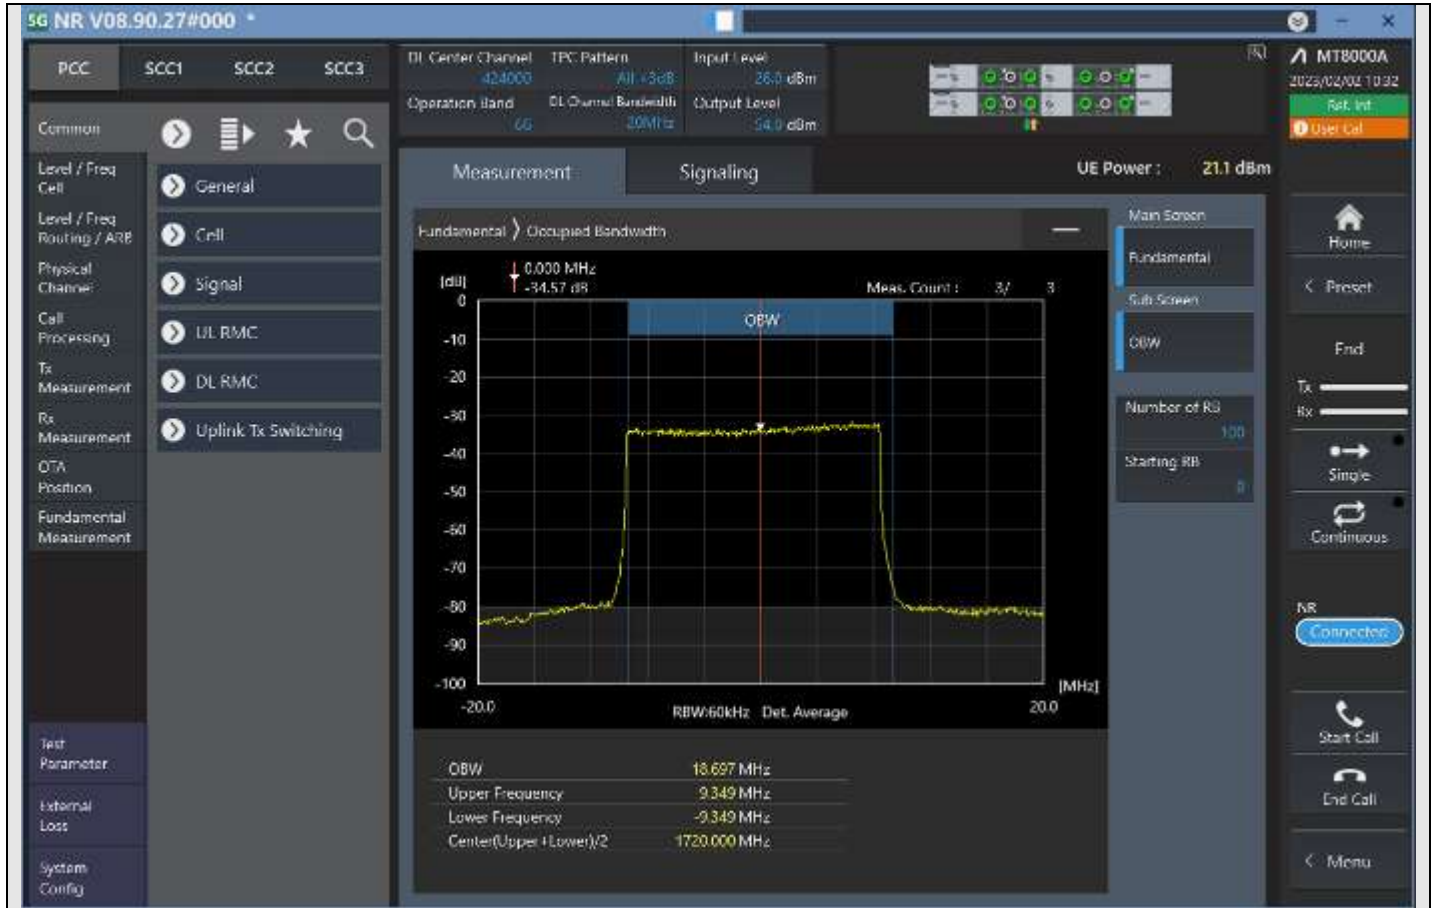 5G NR V08.90.27#000 *
PCC SCC1 SCC2 SCC3
DL Center Channel
424000
TPC Pattern
All +3dB
Input Level
26.0 dBm
Operation Band
66
DL Channel Bandwidth
20MHz
Output Level
-54.0 dBm
MT8000A
2023/02/02 10:32
Ref. Int
User Cal
Common
Level / Freq
Cell
Level / Freq
Routing / ARB
Physical
Channel
Call
Processing
Tx
Measurement
Rx
Measurement
OTA
Position
Fundamental
Measurement
Test
Parameter
External
Loss
System
Config
General
Cell
Signal
UL RMC
DL RMC
Uplink Tx Switching
Measurement Signaling
UE Power : 21.1 dBm
Fundamental ❭ Occupied Bandwidth
[dB]
0.000 MHz
-34.57 dB
Meas. Count : 3/ 3
OBW
0
-10
-20
-30
-40
-50
-60
-70
-80
-90
-100
[MHz]
-20.0 20.0
RBW:60kHz Det. Average
OBW 18.697 MHz
Upper Frequency 9.349 MHz
Lower Frequency -9.349 MHz
Center(Upper+Lower)/2 1720.000 MHz
Main Screen
Fundamental
Sub Screen
OBW
Number of RB
100
Starting RB
0
Home
< Preset
End
Tx
Rx
Single
Continuous
NR
Connected
Start Call
End Call
< Menu